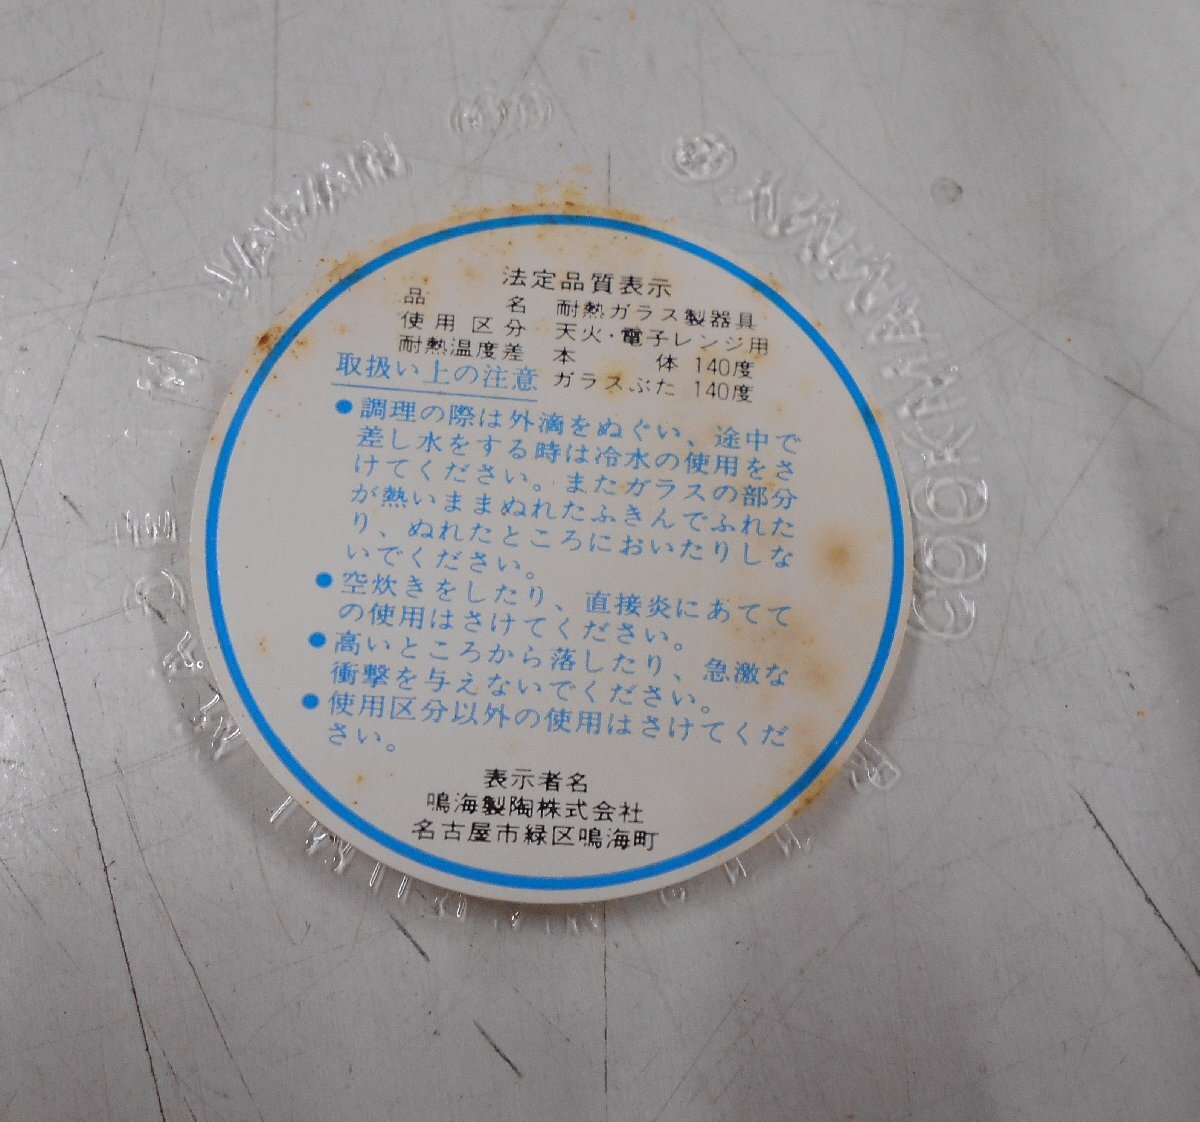 法定品質表示
品名 耐熱ガラス製器具
使用区分 天火・電子レンジ用
耐熱温度差 本体 140度
ガラスぶた 140度
取扱い上の注意
●調理の際は外滴をぬぐい、途中で
差し水をする時は冷水の使用をさ
けてください。またガラスの部分
が熱いままぬれたふきんでふれた
り、ぬれたところにおいたりしな
いでください。
●空炊きをしたり、直接炎にあてて
の使用はさけてください。
●高いところから落したり、急激な
衝撃を与えないでください。
●使用区分以外の使用はさけてくだ
さい。
表示者名
鳴海製陶株式会社
名古屋市緑区鳴海町